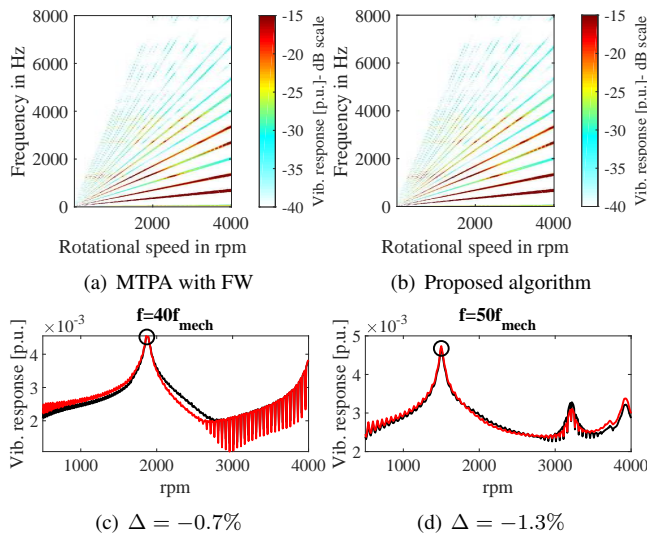 8000
6000
4000
2000
0
Frequency in Hz
2000 4000
Rotational speed in rpm
-15
-20
-25
-30
-35
-40
Vib. response [p.u.]- dB scale
(a) MTPA with FW
8000
6000
4000
2000
0
Frequency in Hz
2000 4000
Rotational speed in rpm
-15
-20
-25
-30
-35
-40
Vib. response [p.u.]- dB scale
(b) Proposed algorithm
×10⁻³
f=40f_mech
4
3
2
Vib. response [p.u.]
1000 2000 3000 4000
rpm
(c) Δ = −0.7%
×10⁻³
f=50f_mech
5
4
3
2
Vib. response [p.u.]
1000 2000 3000 4000
rpm
(d) Δ = −1.3%